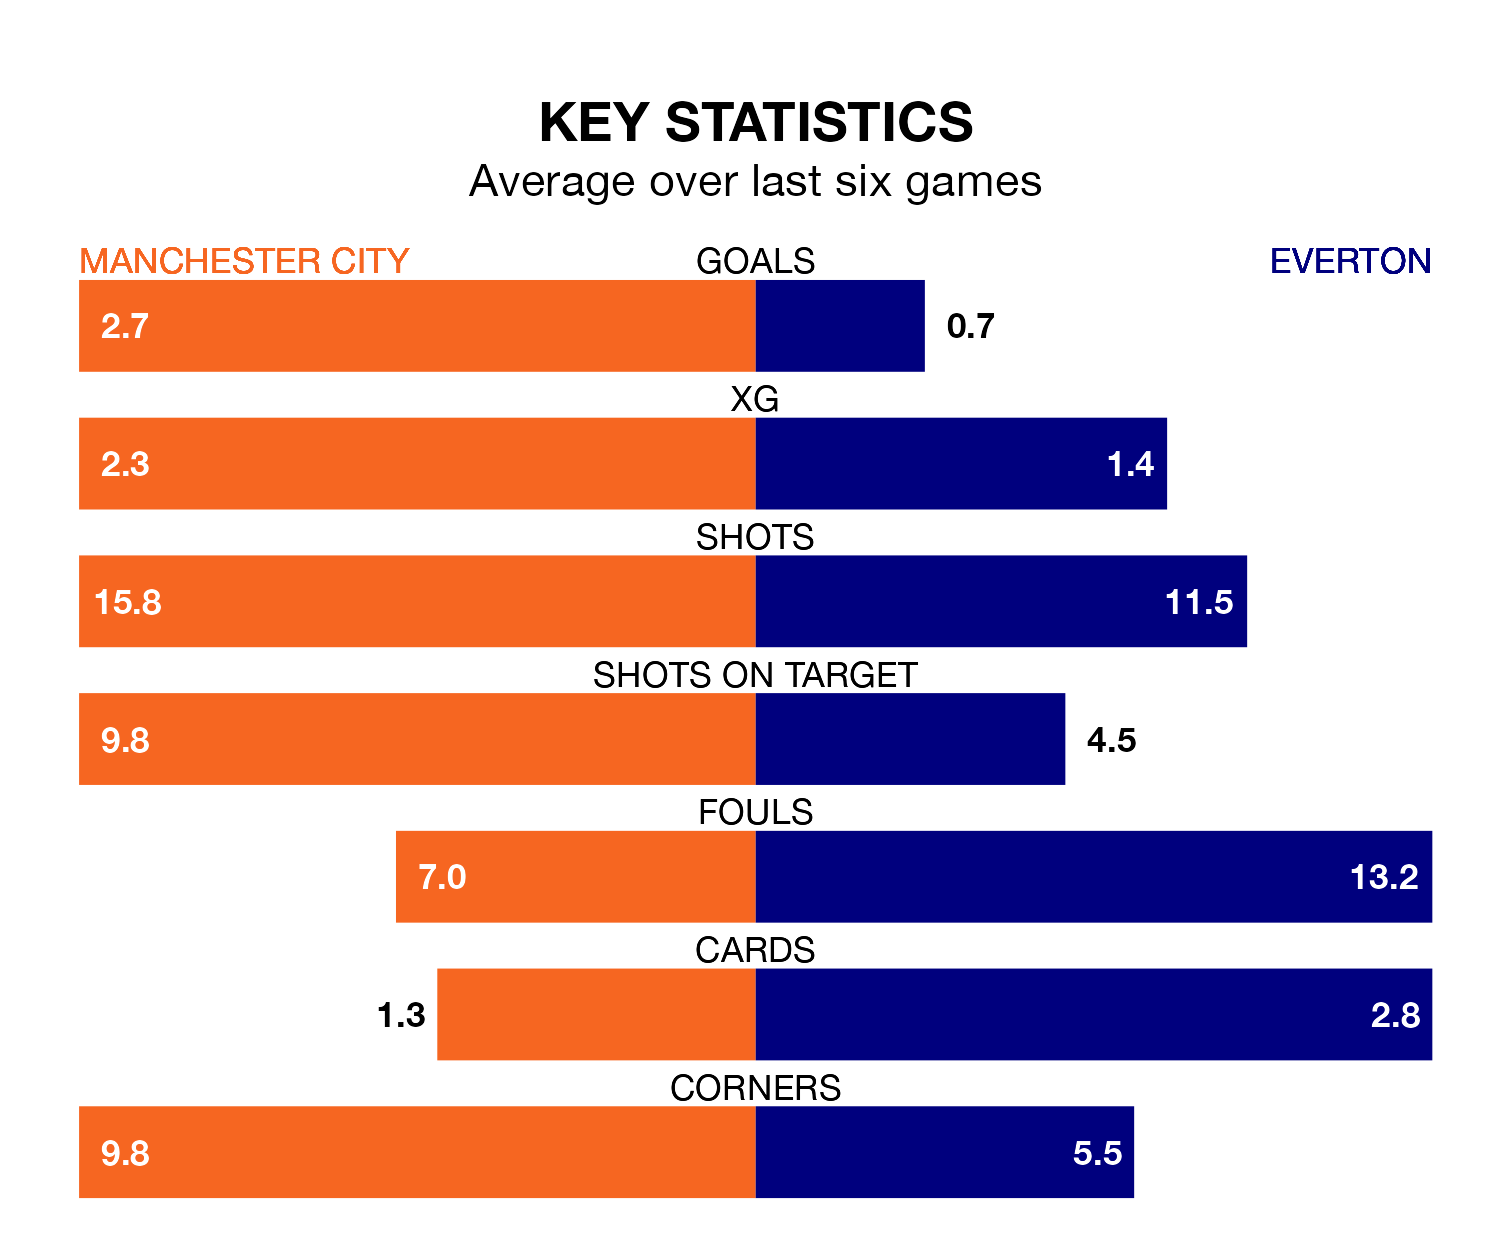 KEY STATISTICS
Average over last six games
MANCHESTER CITY GOALS EVERTON
2.7 0.7
XG
2.3 1.4
SHOTS
15.8 11.5
SHOTS ON TARGET
9.8 4.5
FOULS
7.0 13.2
CARDS
1.3 2.8
CORNERS
9.8 5.5